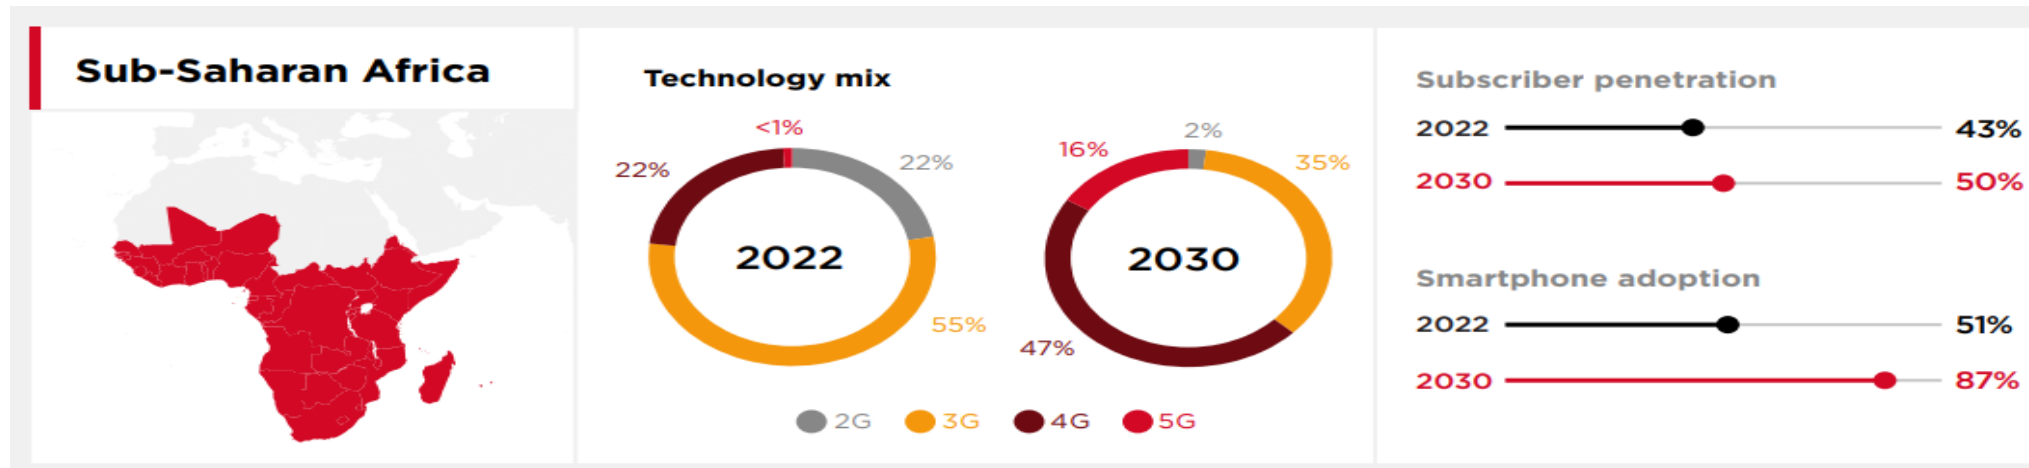 Sub-Saharan Africa
Technology mix
<1%
22%
22%
2022
55%
2%
16%
35%
2030
47%
2G 3G 4G 5G
Subscriber penetration
2022 43%
2030 50%
Smartphone adoption
2022 51%
2030 87%